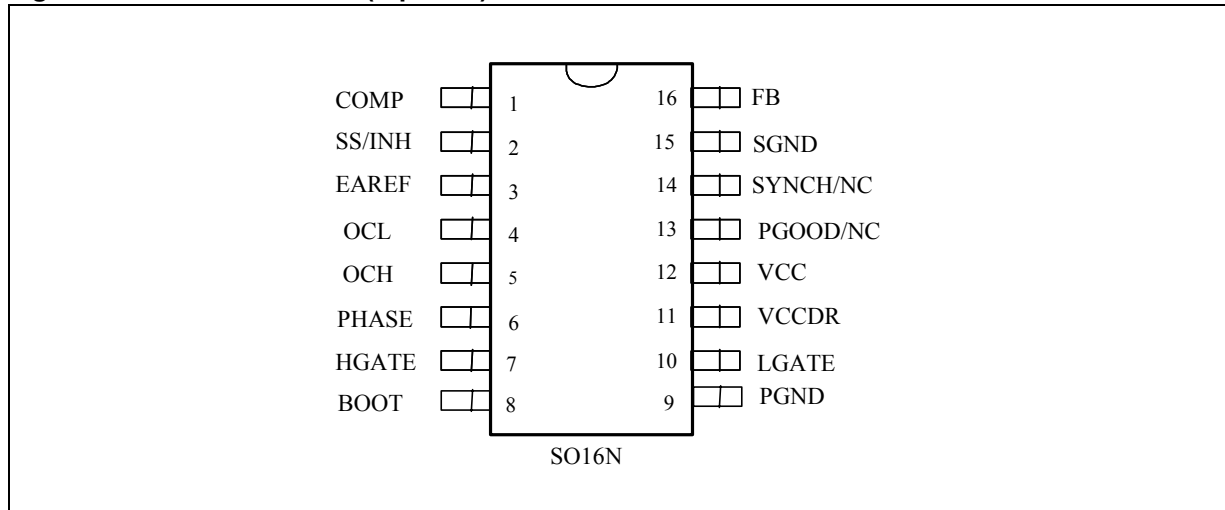 COMP 1 16 FB
SS/INH 2 15 SGND
EAREF 3 14 SYNCH/NC
OCL 4 13 PGOOD/NC
OCH 5 12 VCC
PHASE 6 11 VCCDR
HGATE 7 10 LGATE
BOOT 8 9 PGND
SO16N